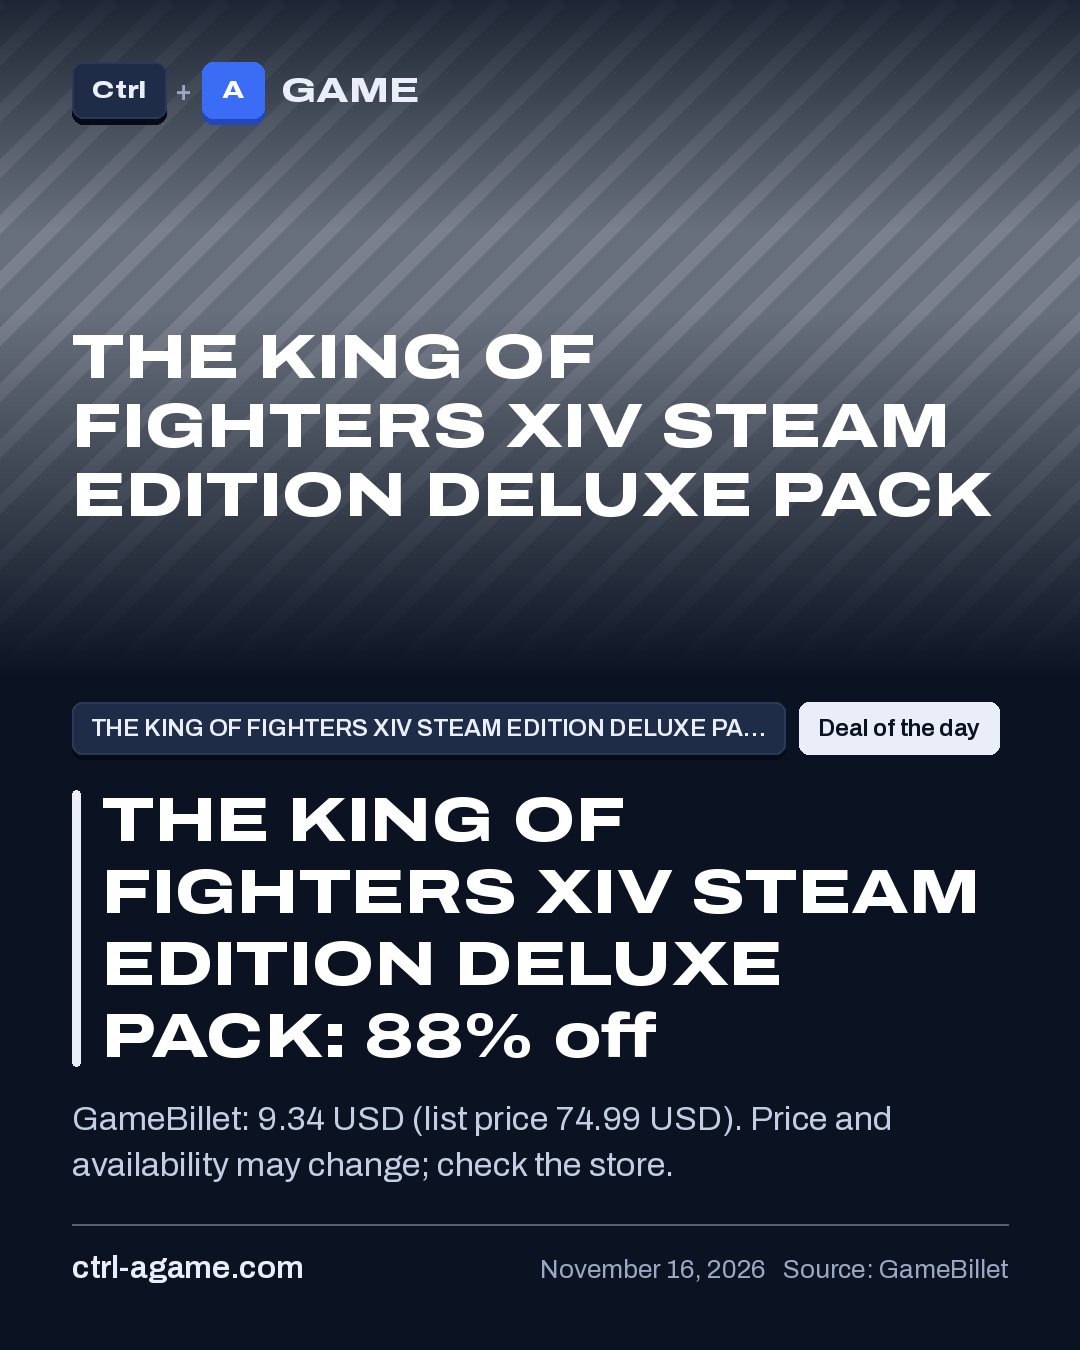 Ctrl + A GAME
THE KING OF
FIGHTERS XIV STEAM
EDITION DELUXE PACK
THE KING OF FIGHTERS XIV STEAM EDITION DELUXE PA... Deal of the day
THE KING OF
FIGHTERS XIV STEAM
EDITION DELUXE
PACK: 88% off
GameBillet: 9.34 USD (list price 74.99 USD). Price and
availability may change; check the store.
ctrl-agame.com November 16, 2026 Source: GameBillet